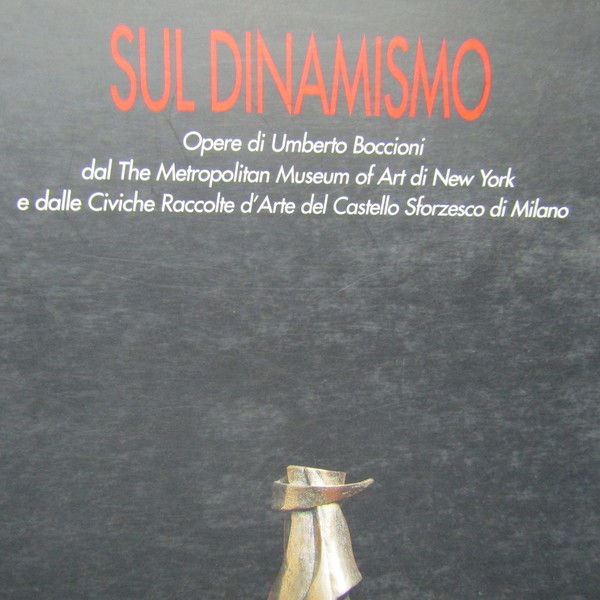 SUL DINAMISMO
Opere di Umberto Boccioni
dal The Metropolitan Museum of Art di New York
e dalle Civiche Raccolte d'Arte del Castello Sforzesco di Milano